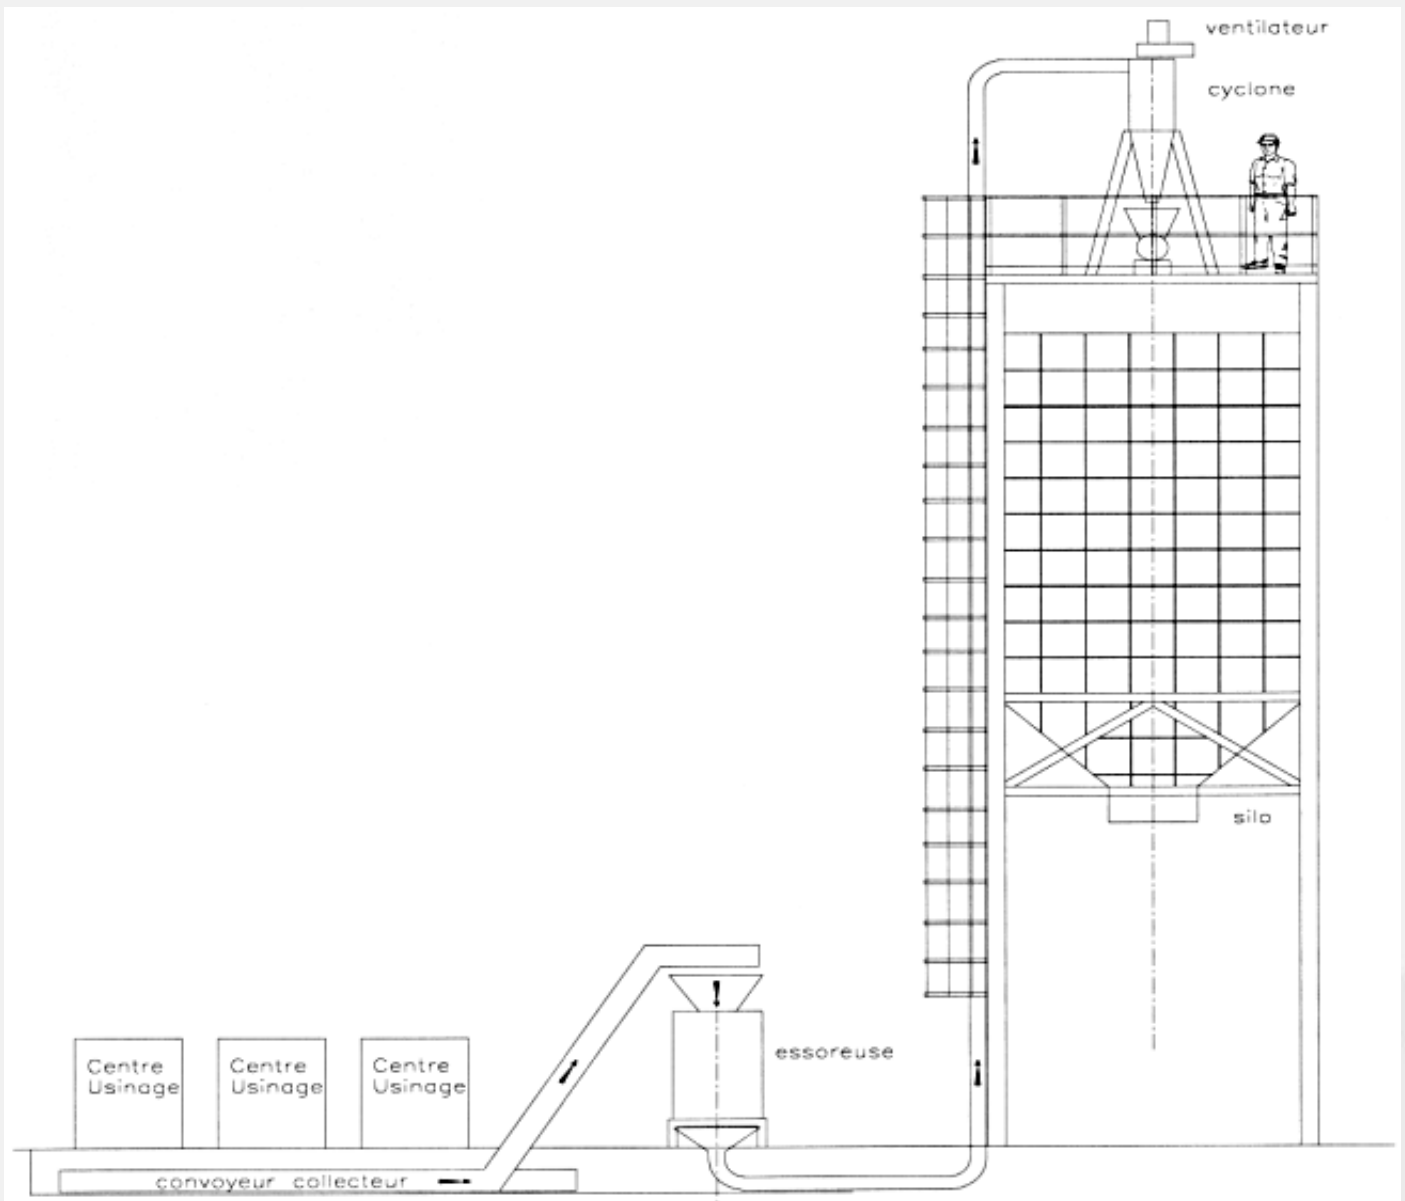 ventilateur
cyclone
silo
essoreuse
Centre
Usinage
Centre
Usinage
Centre
Usinage
convoyeur collecteur